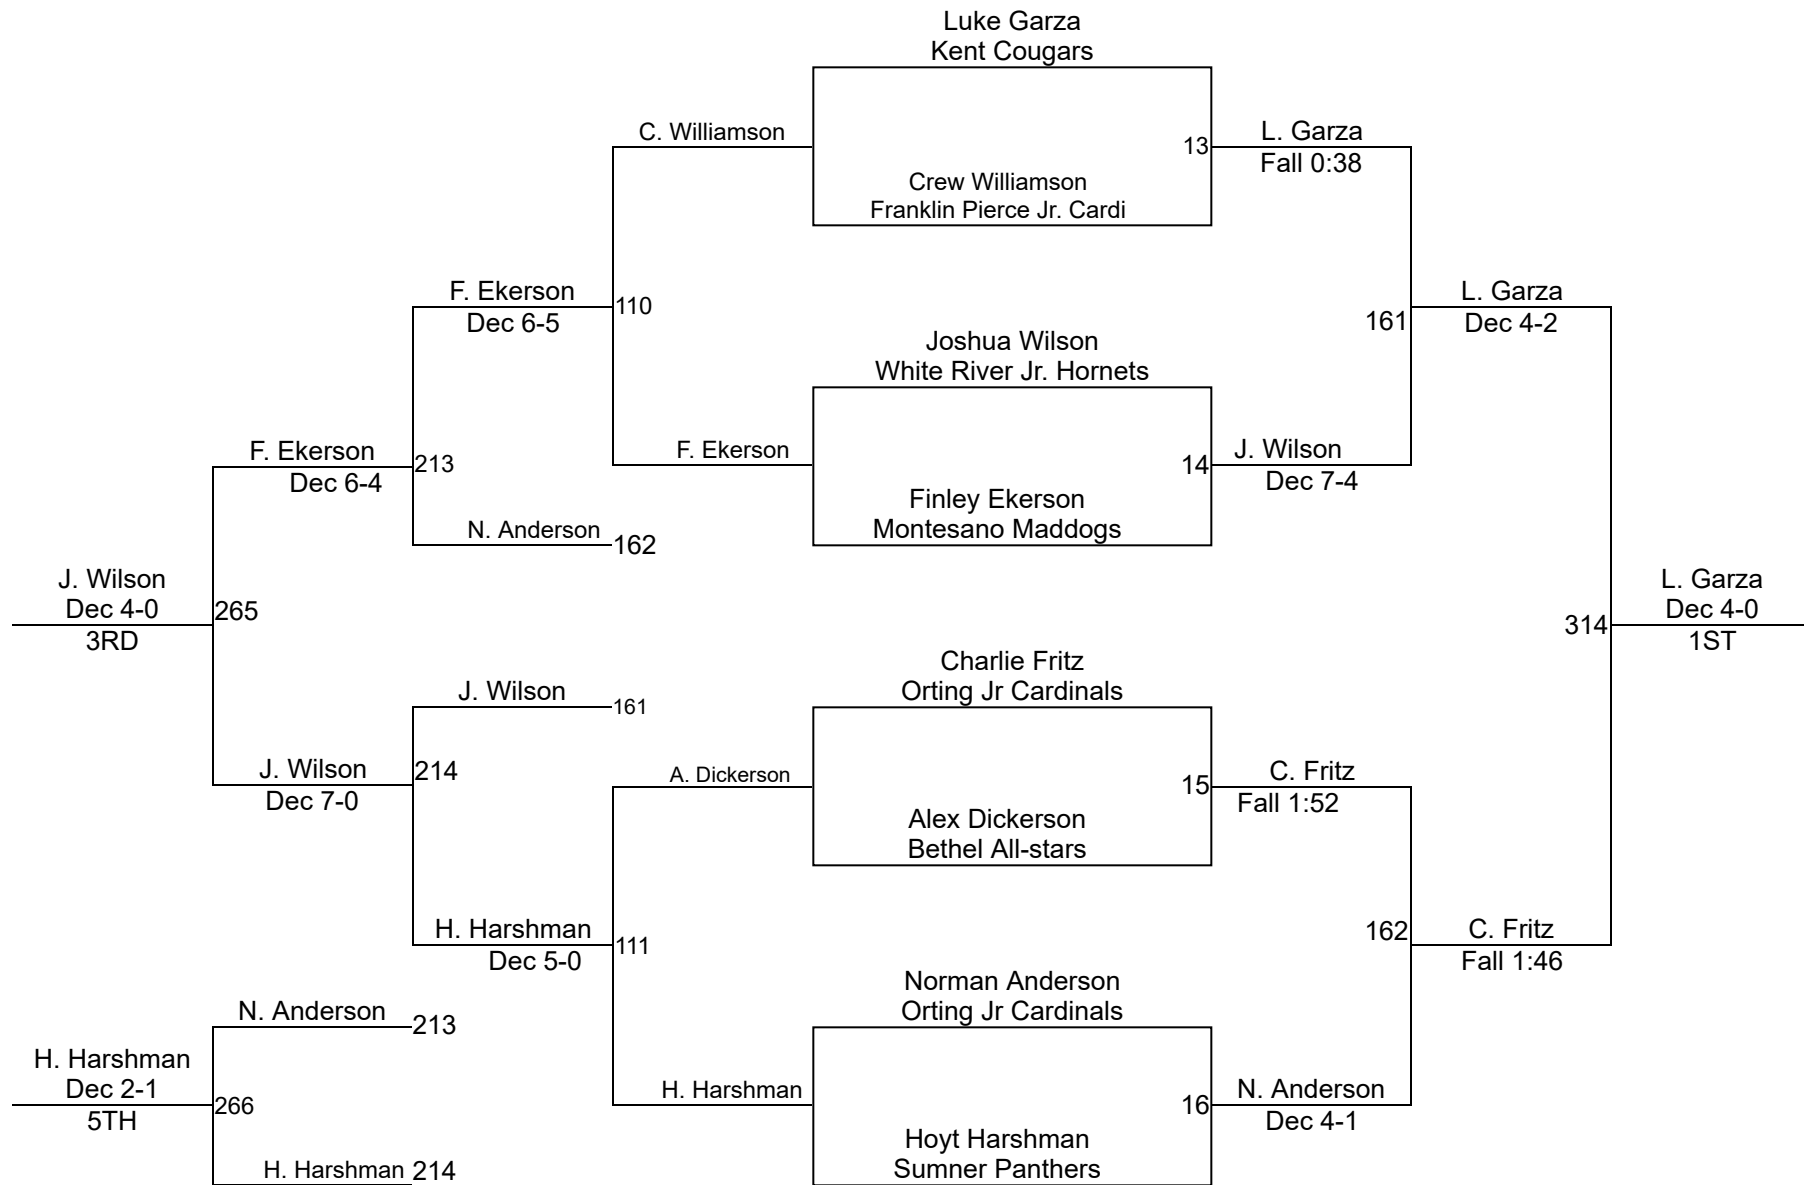 Luke Garza
Kent Cougars
C. Williamson
13
L. Garza
Fall 0:38
Crew Williamson
Franklin Pierce Jr. Cardi
F. Ekerson
Dec 6-5
110
L. Garza
Dec 4-2
161
Joshua Wilson
White River Jr. Hornets
F. Ekerson
Dec 6-4
213
F. Ekerson
14
J. Wilson
Dec 7-4
Finley Ekerson
Montesano Maddogs
N. Anderson
162
J. Wilson
Dec 4-0
3RD
265
314
L. Garza
Dec 4-0
1ST
Charlie Fritz
Orting Jr Cardinals
J. Wilson
161
J. Wilson
Dec 7-0
214
A. Dickerson
15
C. Fritz
Fall 1:52
Alex Dickerson
Bethel All-stars
H. Harshman
Dec 5-0
111
162
C. Fritz
Fall 1:46
Norman Anderson
Orting Jr Cardinals
N. Anderson
213
H. Harshman
Dec 2-1
5TH
266
H. Harshman
16
N. Anderson
Dec 4-1
Hoyt Harshman
Sumner Panthers
H. Harshman
214